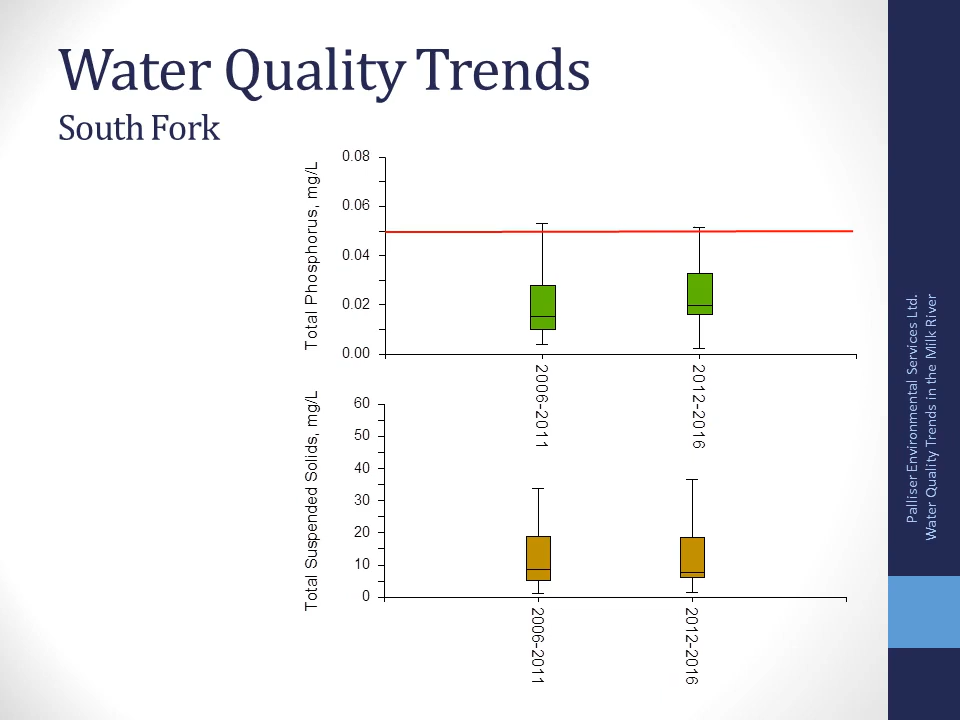 Water Quality Trends
South Fork
Total Phosphorus, mg/L
0.08
0.06
0.04
0.02
0.00
2006-2011
2012-2016
Total Suspended Solids, mg/L
60
50
40
30
20
10
0
2006-2011
2012-2016
Palliser Environmental Services Ltd.
Water Quality Trends in the Milk River